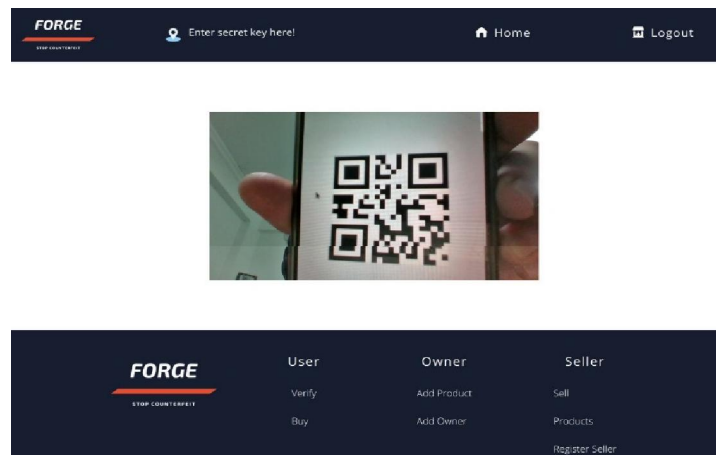 FORGE
STOP COUNTERFEIT
Enter secret key here!
Home
Logout
FORGE
STOP COUNTERFEIT
User
Verify
Buy
Owner
Add Product
Add Owner
Seller
Sell
Products
Register Seller